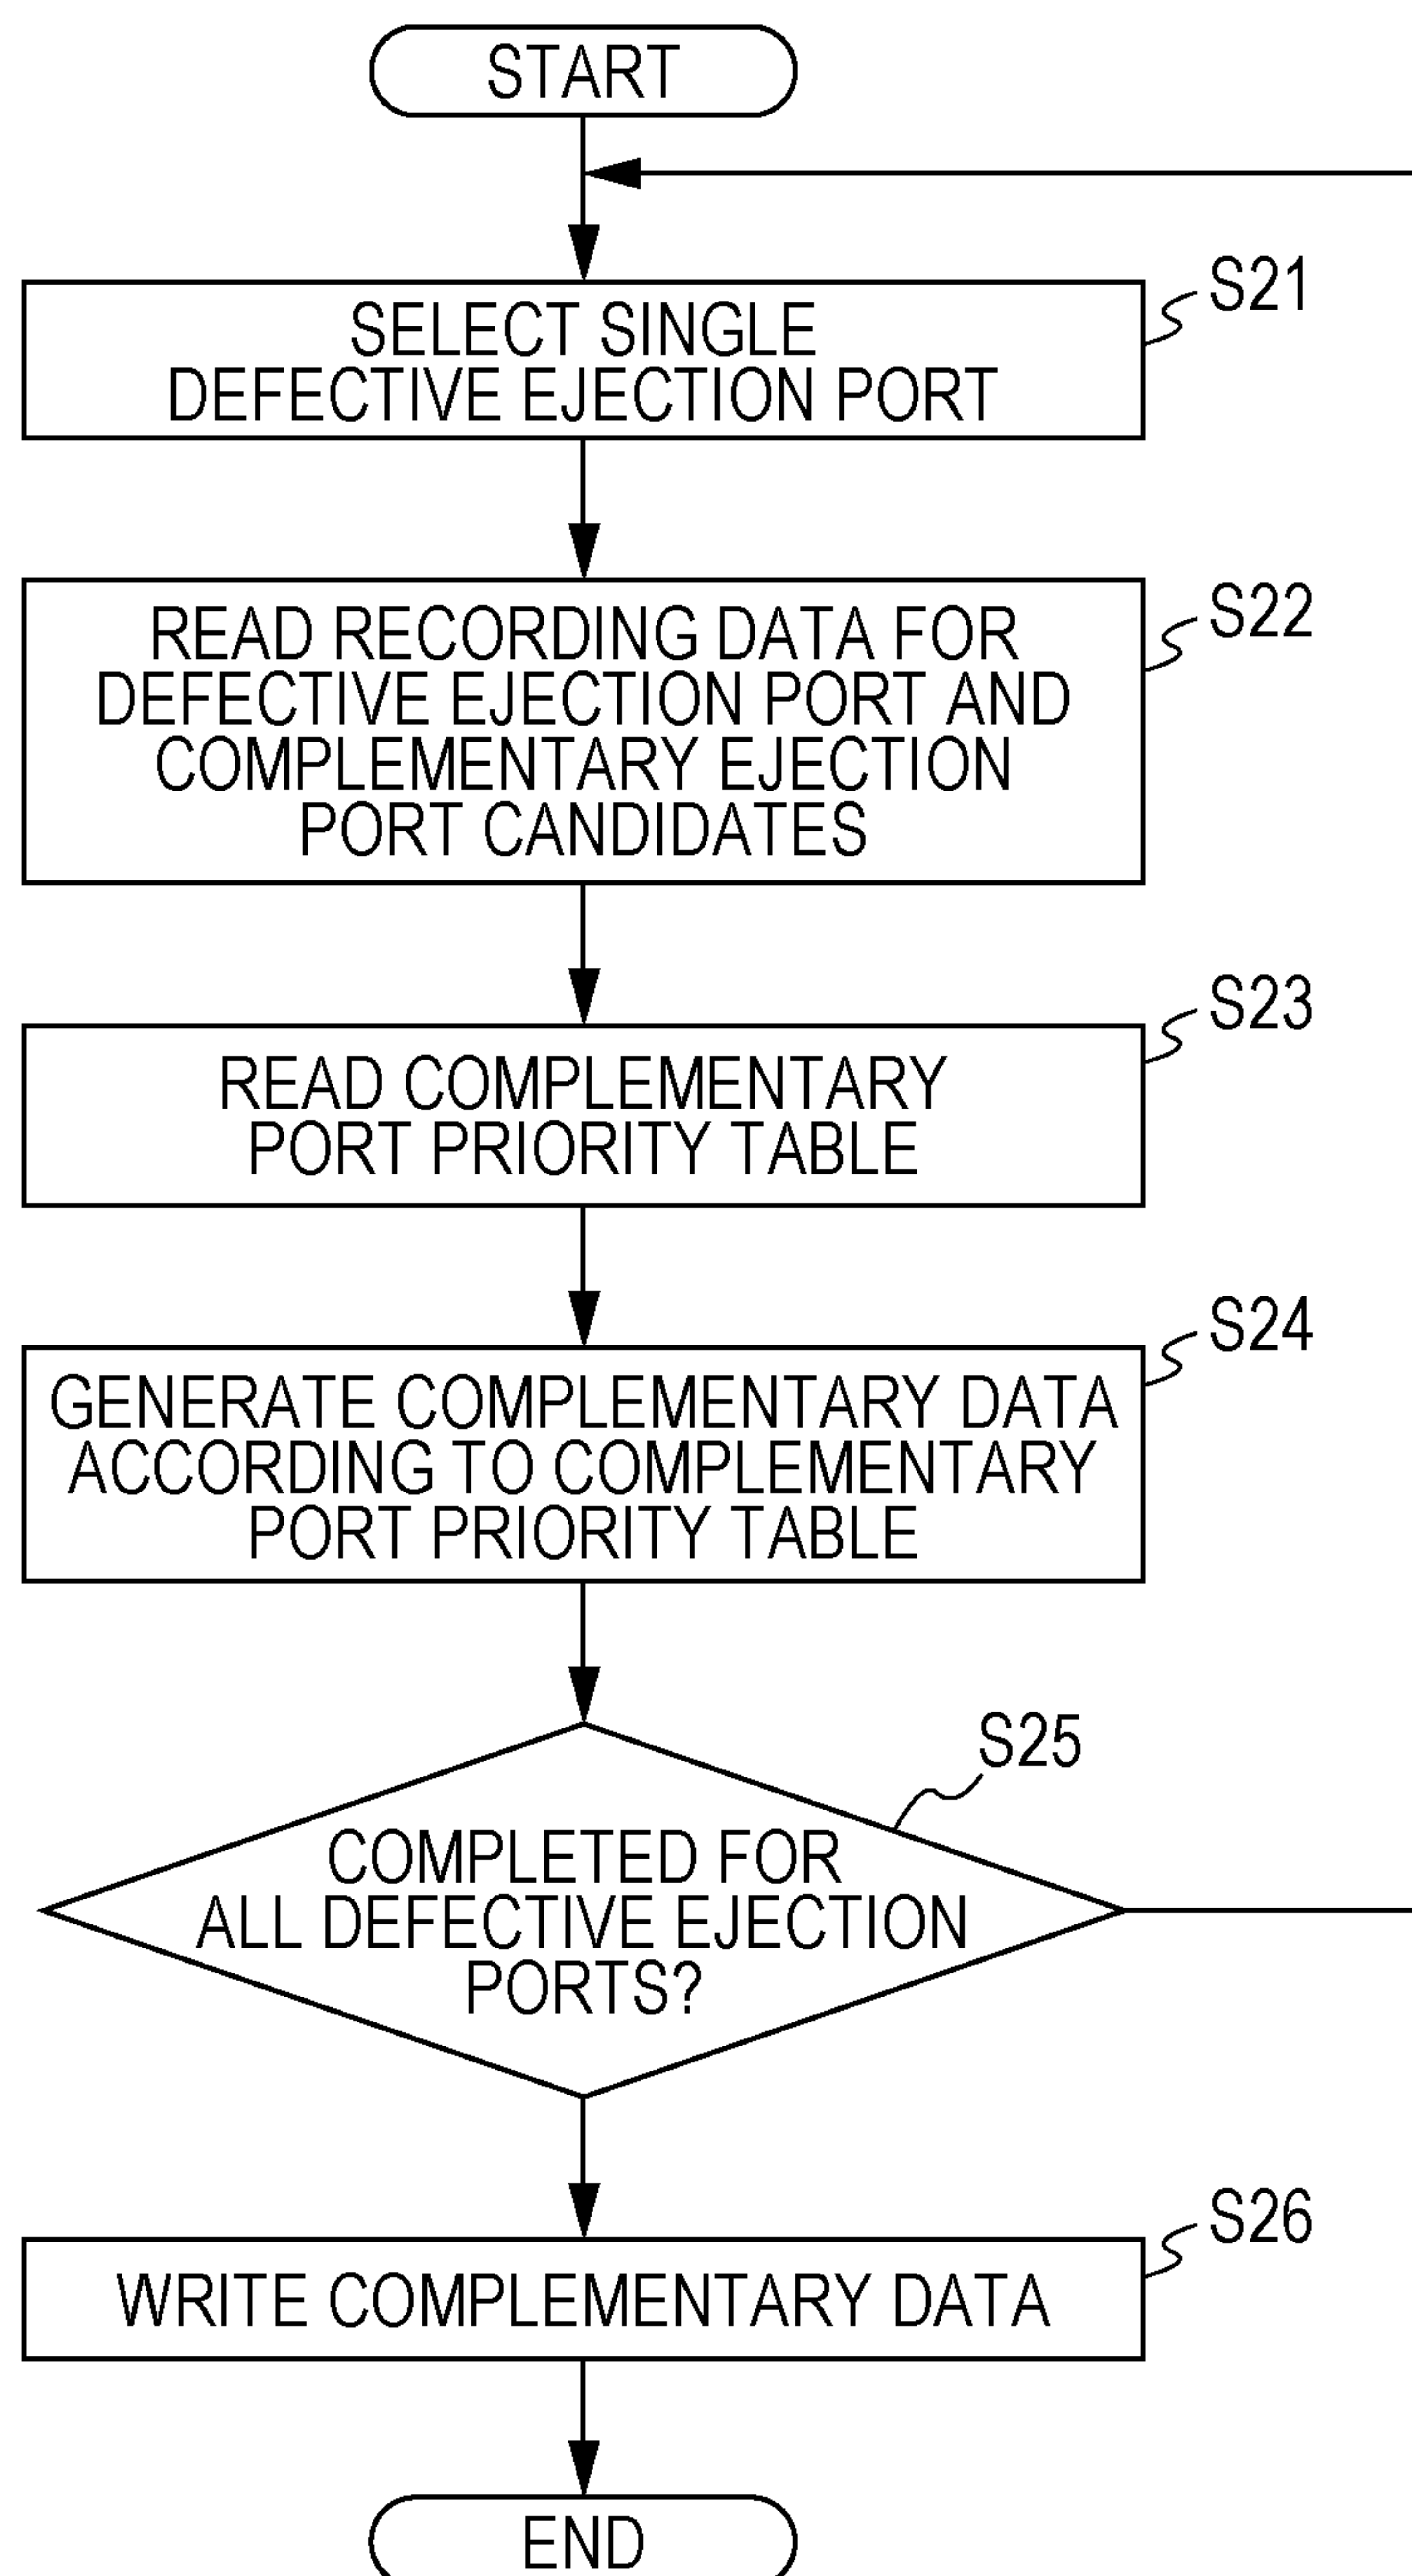 START
S21
SELECT SINGLE
DEFECTIVE EJECTION PORT
S22
READ RECORDING DATA FOR
DEFECTIVE EJECTION PORT AND
COMPLEMENTARY EJECTION
PORT CANDIDATES
S23
READ COMPLEMENTARY
PORT PRIORITY TABLE
S24
GENERATE COMPLEMENTARY DATA
ACCORDING TO COMPLEMENTARY
PORT PRIORITY TABLE
S25
COMPLETED FOR
ALL DEFECTIVE EJECTION
PORTS?
S26
WRITE COMPLEMENTARY DATA
END